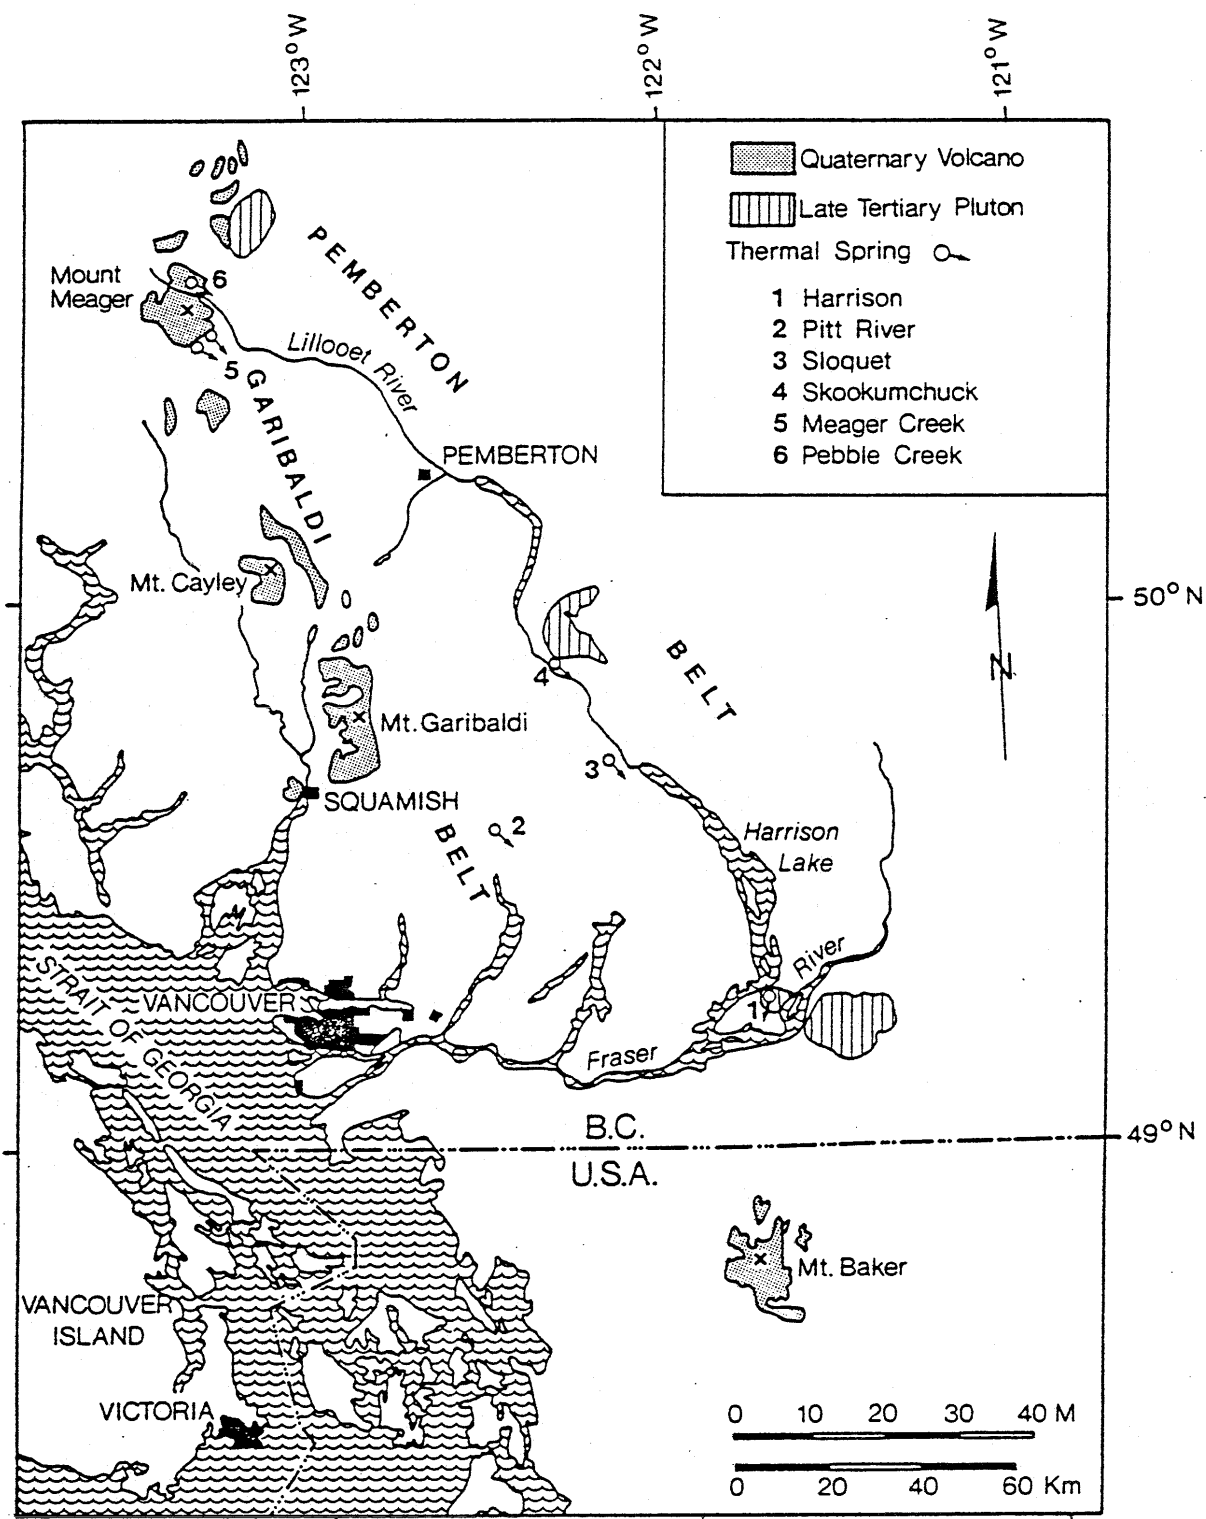 123° W
122° W
121° W
Quaternary Volcano
Late Tertiary Pluton
Thermal Spring
1 Harrison
2 Pitt River
3 Sloquet
4 Skookumchuck
5 Meager Creek
6 Pebble Creek
PEMBERTON
Mount
Meager
6
Lillooet River
5
GARIBALDI
PEMBERTON
Mt. Cayley
50° N
N
BELT
4
Mt. Garibaldi
3
SQUAMISH
2
BELT
Harrison
Lake
River
STRAIT OF GEORGIA
VANCOUVER
1
Fraser
B.C.
49° N
U.S.A.
Mt. Baker
VANCOUVER
ISLAND
VICTORIA
0 10 20 30 40 M
0 20 40 60 Km